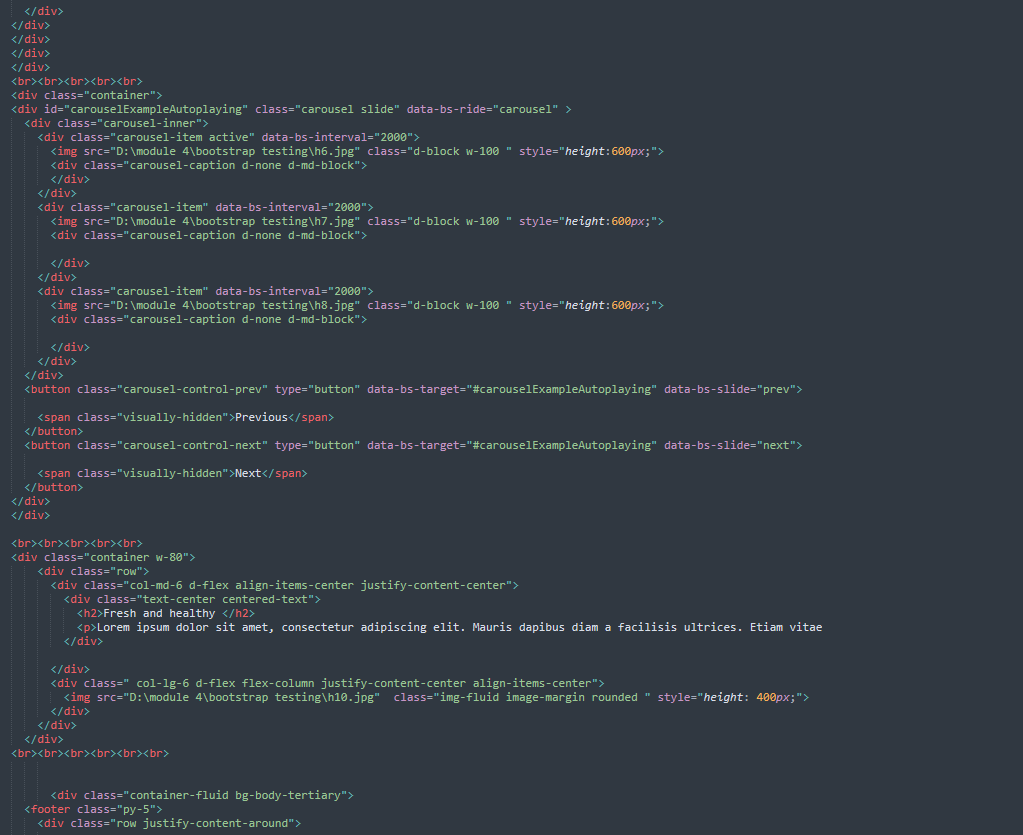 </div>
</div>
</div>
</div>
</div>
<br><br><br><br><br>
<div class="container">
<div id="carouselExampleAutoplaying" class="carousel slide" data-bs-ride="carousel" >
<div class="carousel-inner">
<div class="carousel-item active" data-bs-interval="2000">
<img src="D:\module 4\bootstrap testing\h6.jpg" class="d-block w-100 " style="height:600px;">
<div class="carousel-caption d-none d-md-block">
</div>
</div>
<div class="carousel-item" data-bs-interval="2000">
<img src="D:\module 4\bootstrap testing\h7.jpg" class="d-block w-100 " style="height:600px;">
<div class="carousel-caption d-none d-md-block">
</div>
</div>
<div class="carousel-item" data-bs-interval="2000">
<img src="D:\module 4\bootstrap testing\h8.jpg" class="d-block w-100 " style="height:600px;">
<div class="carousel-caption d-none d-md-block">
</div>
</div>
</div>
<button class="carousel-control-prev" type="button" data-bs-target="#carouselExampleAutoplaying" data-bs-slide="prev">
<span class="visually-hidden">Previous</span>
</button>
<button class="carousel-control-next" type="button" data-bs-target="#carouselExampleAutoplaying" data-bs-slide="next">
<span class="visually-hidden">Next</span>
</button>
</div>
</div>
<br><br><br><br><br>
<div class="container w-80">
<div class="row">
<div class="col-md-6 d-flex align-items-center justify-content-center">
<div class="text-center centered-text">
<h2>Fresh and healthy </h2>
<p>Lorem ipsum dolor sit amet, consectetur adipiscing elit. Mauris dapibus diam a facilisis ultrices. Etiam vitae
</div>
</div>
<div class=" col-lg-6 d-flex flex-column justify-content-center align-items-center">
<img src="D:\module 4\bootstrap testing\h10.jpg"  class="img-fluid image-margin rounded " style="height: 400px;">
</div>
</div>
</div>
<br><br><br><br><br><br>
<div class="container-fluid bg-body-tertiary">
<footer class="py-5">
<div class="row justify-content-around">